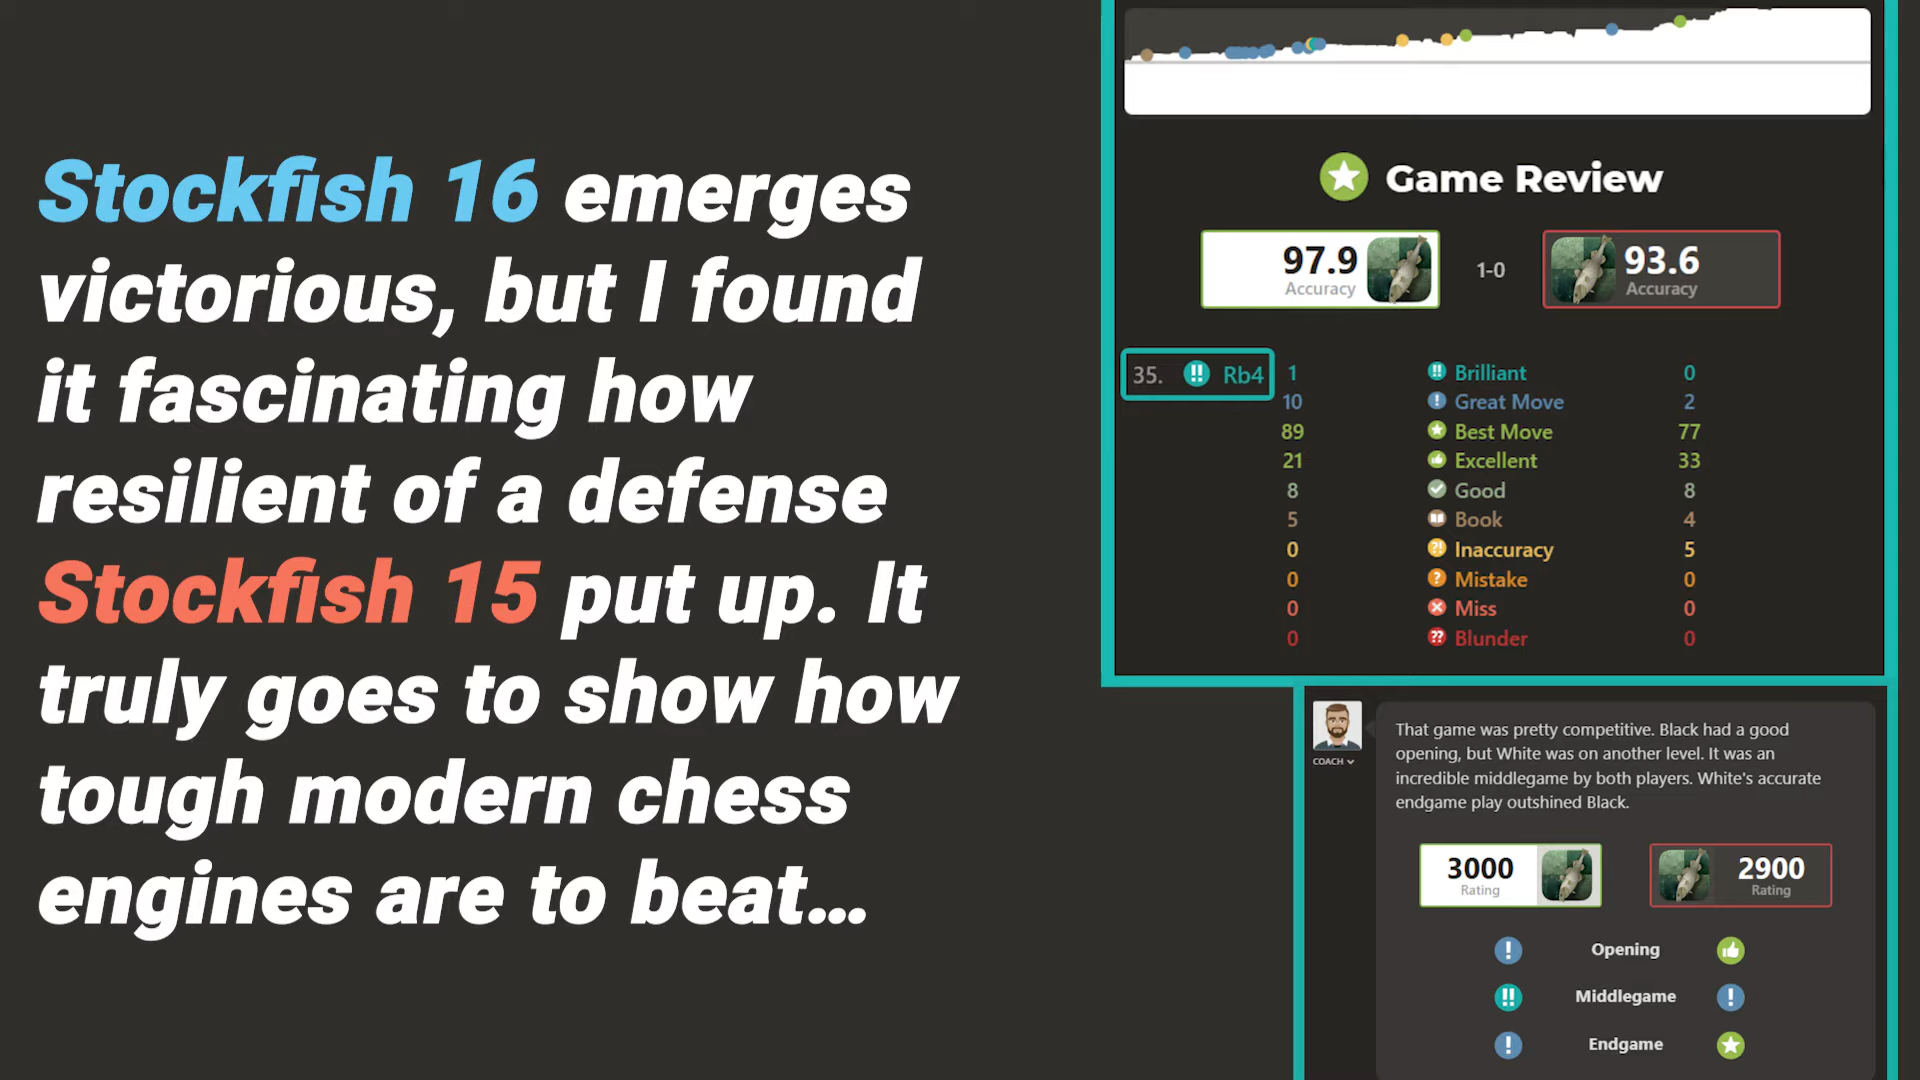 Stockfish 16 emerges
victorious, but I found
it fascinating how
resilient of a defense
Stockfish 15 put up. It
truly goes to show how
tough modern chess
engines are to beat...
Game Review
97.9 Accuracy 1-0 93.6 Accuracy
35. !! Rb4 1 !! Brilliant 0
10 ! Great Move 2
89 Best Move 77
21 Excellent 33
8 Good 8
5 Book 4
0 ?! Inaccuracy 5
0 ? Mistake 0
0 Miss 0
0 ?? Blunder 0
COACH
That game was pretty competitive. Black had a good
opening, but White was on another level. It was an
incredible middlegame by both players. White's accurate
endgame play outshined Black.
3000 Rating 2900 Rating
! Opening
!! Middlegame !
! Endgame